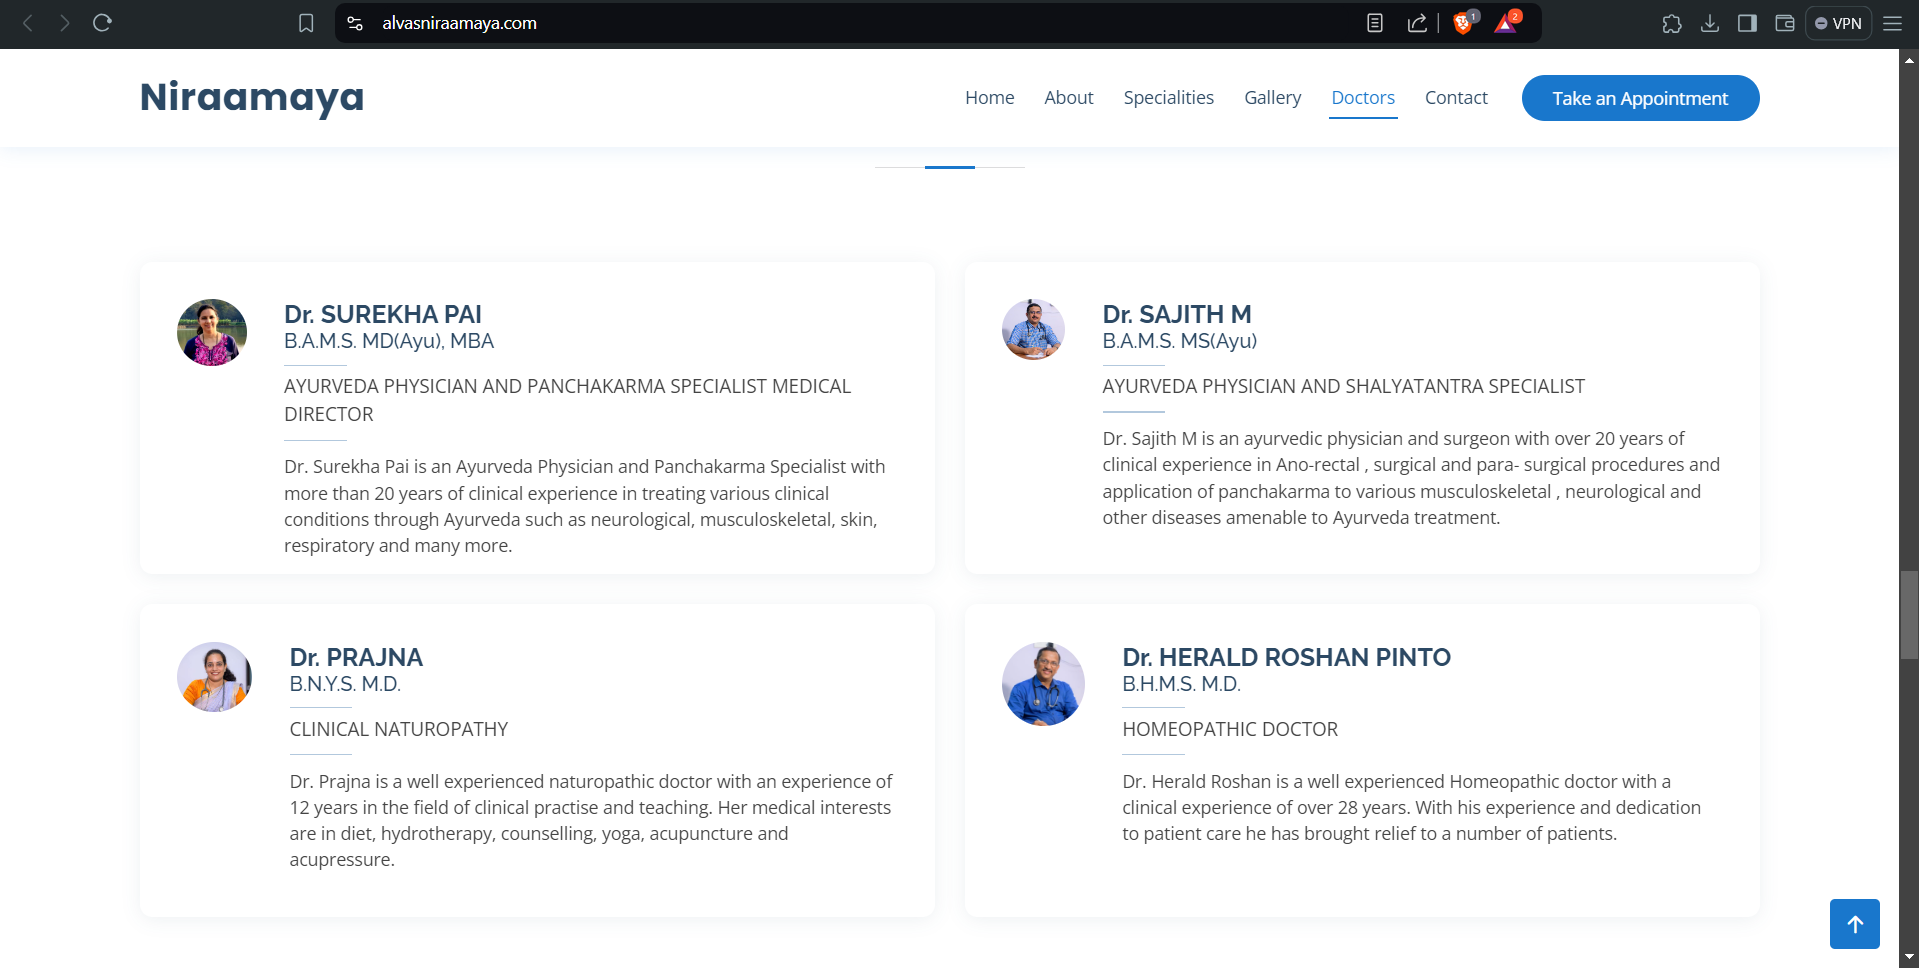 alvasniraamaya.com
1
2
VPN
Niraamaya
Home
About
Specialities
Gallery
Doctors
Contact
Take an Appointment
Dr. SUREKHA PAI
B.A.M.S. MD(Ayu), MBA
AYURVEDA PHYSICIAN AND PANCHAKARMA SPECIALIST MEDICAL
DIRECTOR
Dr. Surekha Pai is an Ayurveda Physician and Panchakarma Specialist with
more than 20 years of clinical experience in treating various clinical
conditions through Ayurveda such as neurological, musculoskeletal, skin,
respiratory and many more.
Dr. SAJITH M
B.A.M.S. MS(Ayu)
AYURVEDA PHYSICIAN AND SHALYATANTRA SPECIALIST
Dr. Sajith M is an ayurvedic physician and surgeon with over 20 years of
clinical experience in Ano-rectal , surgical and para- surgical procedures and
application of panchakarma to various musculoskeletal , neurological and
other diseases amenable to Ayurveda treatment.
Dr. PRAJNA
B.N.Y.S. M.D.
CLINICAL NATUROPATHY
Dr. Prajna is a well experienced naturopathic doctor with an experience of
12 years in the field of clinical practise and teaching. Her medical interests
are in diet, hydrotherapy, counselling, yoga, acupuncture and
acupressure.
Dr. HERALD ROSHAN PINTO
B.H.M.S. M.D.
HOMEOPATHIC DOCTOR
Dr. Herald Roshan is a well experienced Homeopathic doctor with a
clinical experience of over 28 years. With his experience and dedication
to patient care he has brought relief to a number of patients.